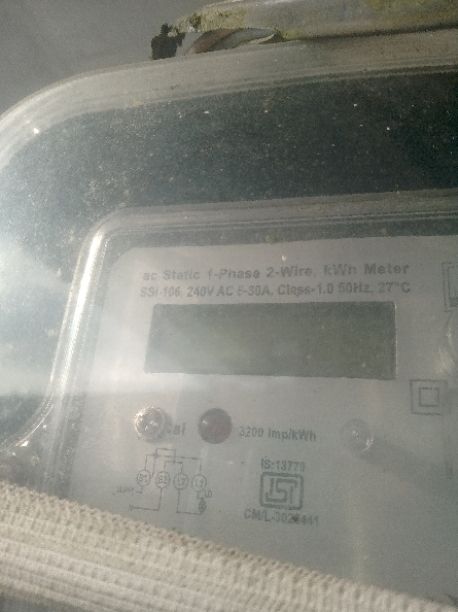 ac Static 1-Phase 2-Wire, kWh Meter
SSI-106, 240V AC 5-30A, Class-1.0 50Hz, 27°C
3200 imp/kWh
IS:13779
ISI